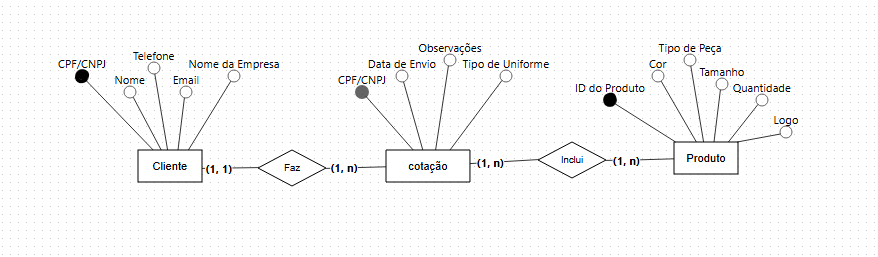 CPF/CNPJ
Nome
Telefone
Email
Nome da Empresa
Cliente
(1, 1)
Faz
(1, n)
CPF/CNPJ
Data de Envio
Observações
Tipo de Uniforme
cotação
(1, n)
Inclui
(1, n)
ID do Produto
Cor
Tipo de Peça
Tamanho
Quantidade
Logo
Produto